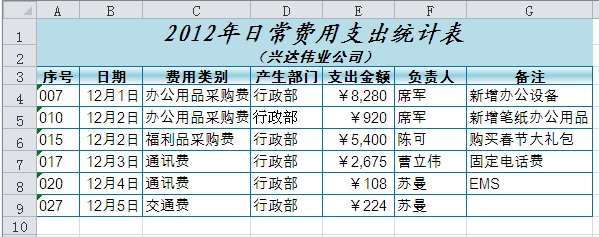 A B C D E F G
1 2012年日常费用支出统计表
2 （兴达伟业公司）
3 序号 日期 费用类别 产生部门 支出金额 负责人 备注
4 007 12月1日 办公用品采购费 行政部 ￥8,280 席军 新增办公设备
5 010 12月2日 办公用品采购费 行政部 ￥920 席军 新增笔纸办公用品
6 015 12月2日 福利品采购费 行政部 ￥5,400 陈可 购买春节大礼包
7 017 12月3日 通讯费 行政部 ￥2,675 曹立伟 固定电话费
8 020 12月4日 通讯费 行政部 ￥108 苏曼 EMS
9 027 12月5日 交通费 行政部 ￥224 苏曼
10